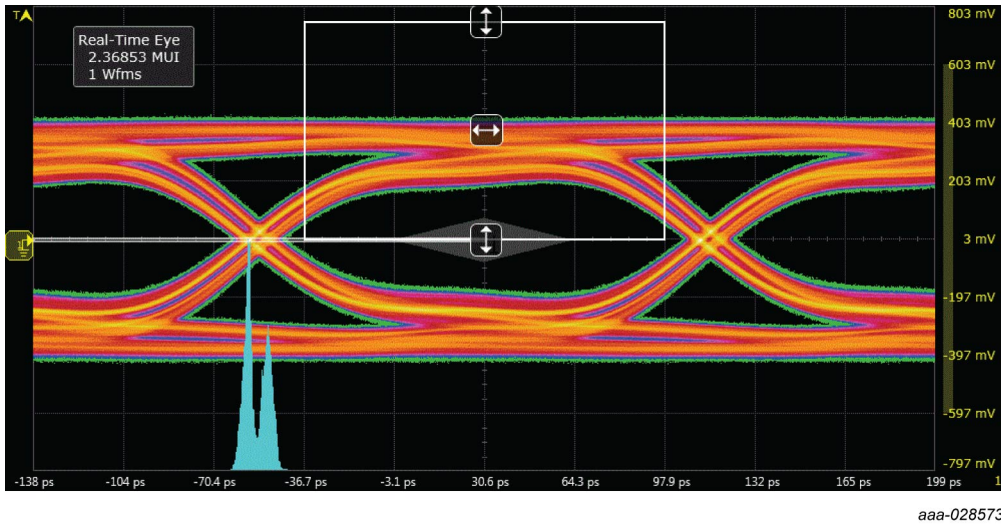 T
803 mV
Real-Time Eye
2.36853 MUI
1 Wfms
603 mV
403 mV
203 mV
1
3 mV
-197 mV
-397 mV
-597 mV
-797 mV
-138 ps -104 ps -70.4 ps -36.7 ps -3.1 ps 30.6 ps 64.3 ps 97.9 ps 132 ps 165 ps 199 ps 1
aaa-028573